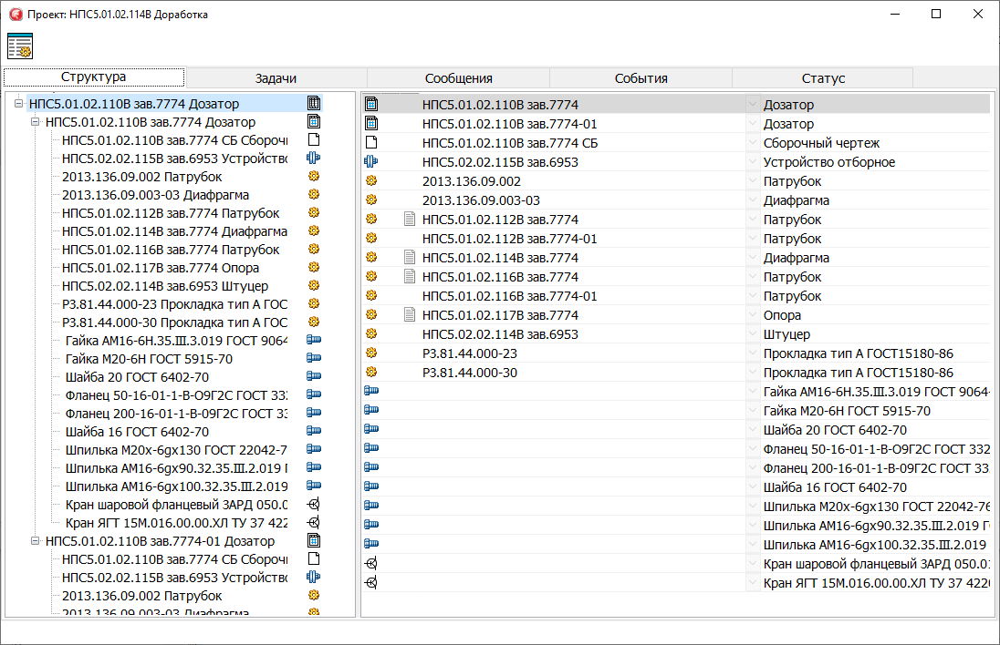 Проект: НПС5.01.02.114В Доработка
Структура
Задачи
Сообщения
События
Статус
НПС5.01.02.110В зав.7774 Дозатор
НПС5.01.02.110В зав.7774 Дозатор
НПС5.01.02.110В зав.7774 СБ Сбороч
НПС5.02.02.115В зав.6953 Устройство
2013.136.09.002 Патрубок
2013.136.09.003-03 Диафрагма
НПС5.01.02.112В зав.7774 Патрубок
НПС5.01.02.114В зав.7774 Диафрагма
НПС5.01.02.116В зав.7774 Патрубок
НПС5.01.02.117В зав.7774 Опора
НПС5.02.02.114В зав.6953 Штуцер
Р3.81.44.000-23 Прокладка тип А ГОС
Р3.81.44.000-30 Прокладка тип А ГОС
Гайка АМ16-6Н.35.III.3.019 ГОСТ 9064
Гайка М20-6Н ГОСТ 5915-70
Шайба 20 ГОСТ 6402-70
Фланец 50-16-01-1-В-О9Г2С ГОСТ 33
Фланец 200-16-01-1-В-09Г2С ГОСТ 33
Шайба 16 ГОСТ 6402-70
Шпилька М20х-6gх130 ГОСТ 22042-7
Шпилька АМ16-6gх90.32.35.III.2.019 Г
Шпилька АМ16-6gх100.32.35.III.2.019
Кран шаровой фланцевый ЗАРД 050.0
Кран ЯГТ 15М.016.00.00.ХЛ ТУ 37 422
НПС5.01.02.110В зав.7774-01 Дозатор
НПС5.01.02.110В зав.7774 СБ Сбороч
НПС5.02.02.115В зав.6953 Устройство
2013.136.09.002 Патрубок
2013.136.09.003-03 Диафрагма
НПС5.01.02.110В зав.7774 Дозатор
НПС5.01.02.110В зав.7774-01 Дозатор
НПС5.01.02.110В зав.7774 СБ Сборочный чертеж
НПС5.02.02.115В зав.6953 Устройство отборное
2013.136.09.002 Патрубок
2013.136.09.003-03 Диафрагма
НПС5.01.02.112В зав.7774 Патрубок
НПС5.01.02.112В зав.7774-01 Патрубок
НПС5.01.02.114В зав.7774 Диафрагма
НПС5.01.02.116В зав.7774 Патрубок
НПС5.01.02.116В зав.7774-01 Патрубок
НПС5.01.02.117В зав.7774 Опора
НПС5.02.02.114В зав.6953 Штуцер
Р3.81.44.000-23 Прокладка тип А ГОСТ15180-86
Р3.81.44.000-30 Прокладка тип А ГОСТ15180-86
Гайка АМ16-6Н.35.III.3.019 ГОСТ 9064-
Гайка М20-6Н ГОСТ 5915-70
Шайба 20 ГОСТ 6402-70
Фланец 50-16-01-1-В-О9Г2С ГОСТ 332
Фланец 200-16-01-1-В-09Г2С ГОСТ 33
Шайба 16 ГОСТ 6402-70
Шпилька М20х-6gх130 ГОСТ 22042-76
Шпилька АМ16-6gх90.32.35.III.2.019 Г
Шпилька АМ16-6gх100.32.35.III.2.019
Кран шаровой фланцевый ЗАРД 050.0
Кран ЯГТ 15М.016.00.00.ХЛ ТУ 37 422